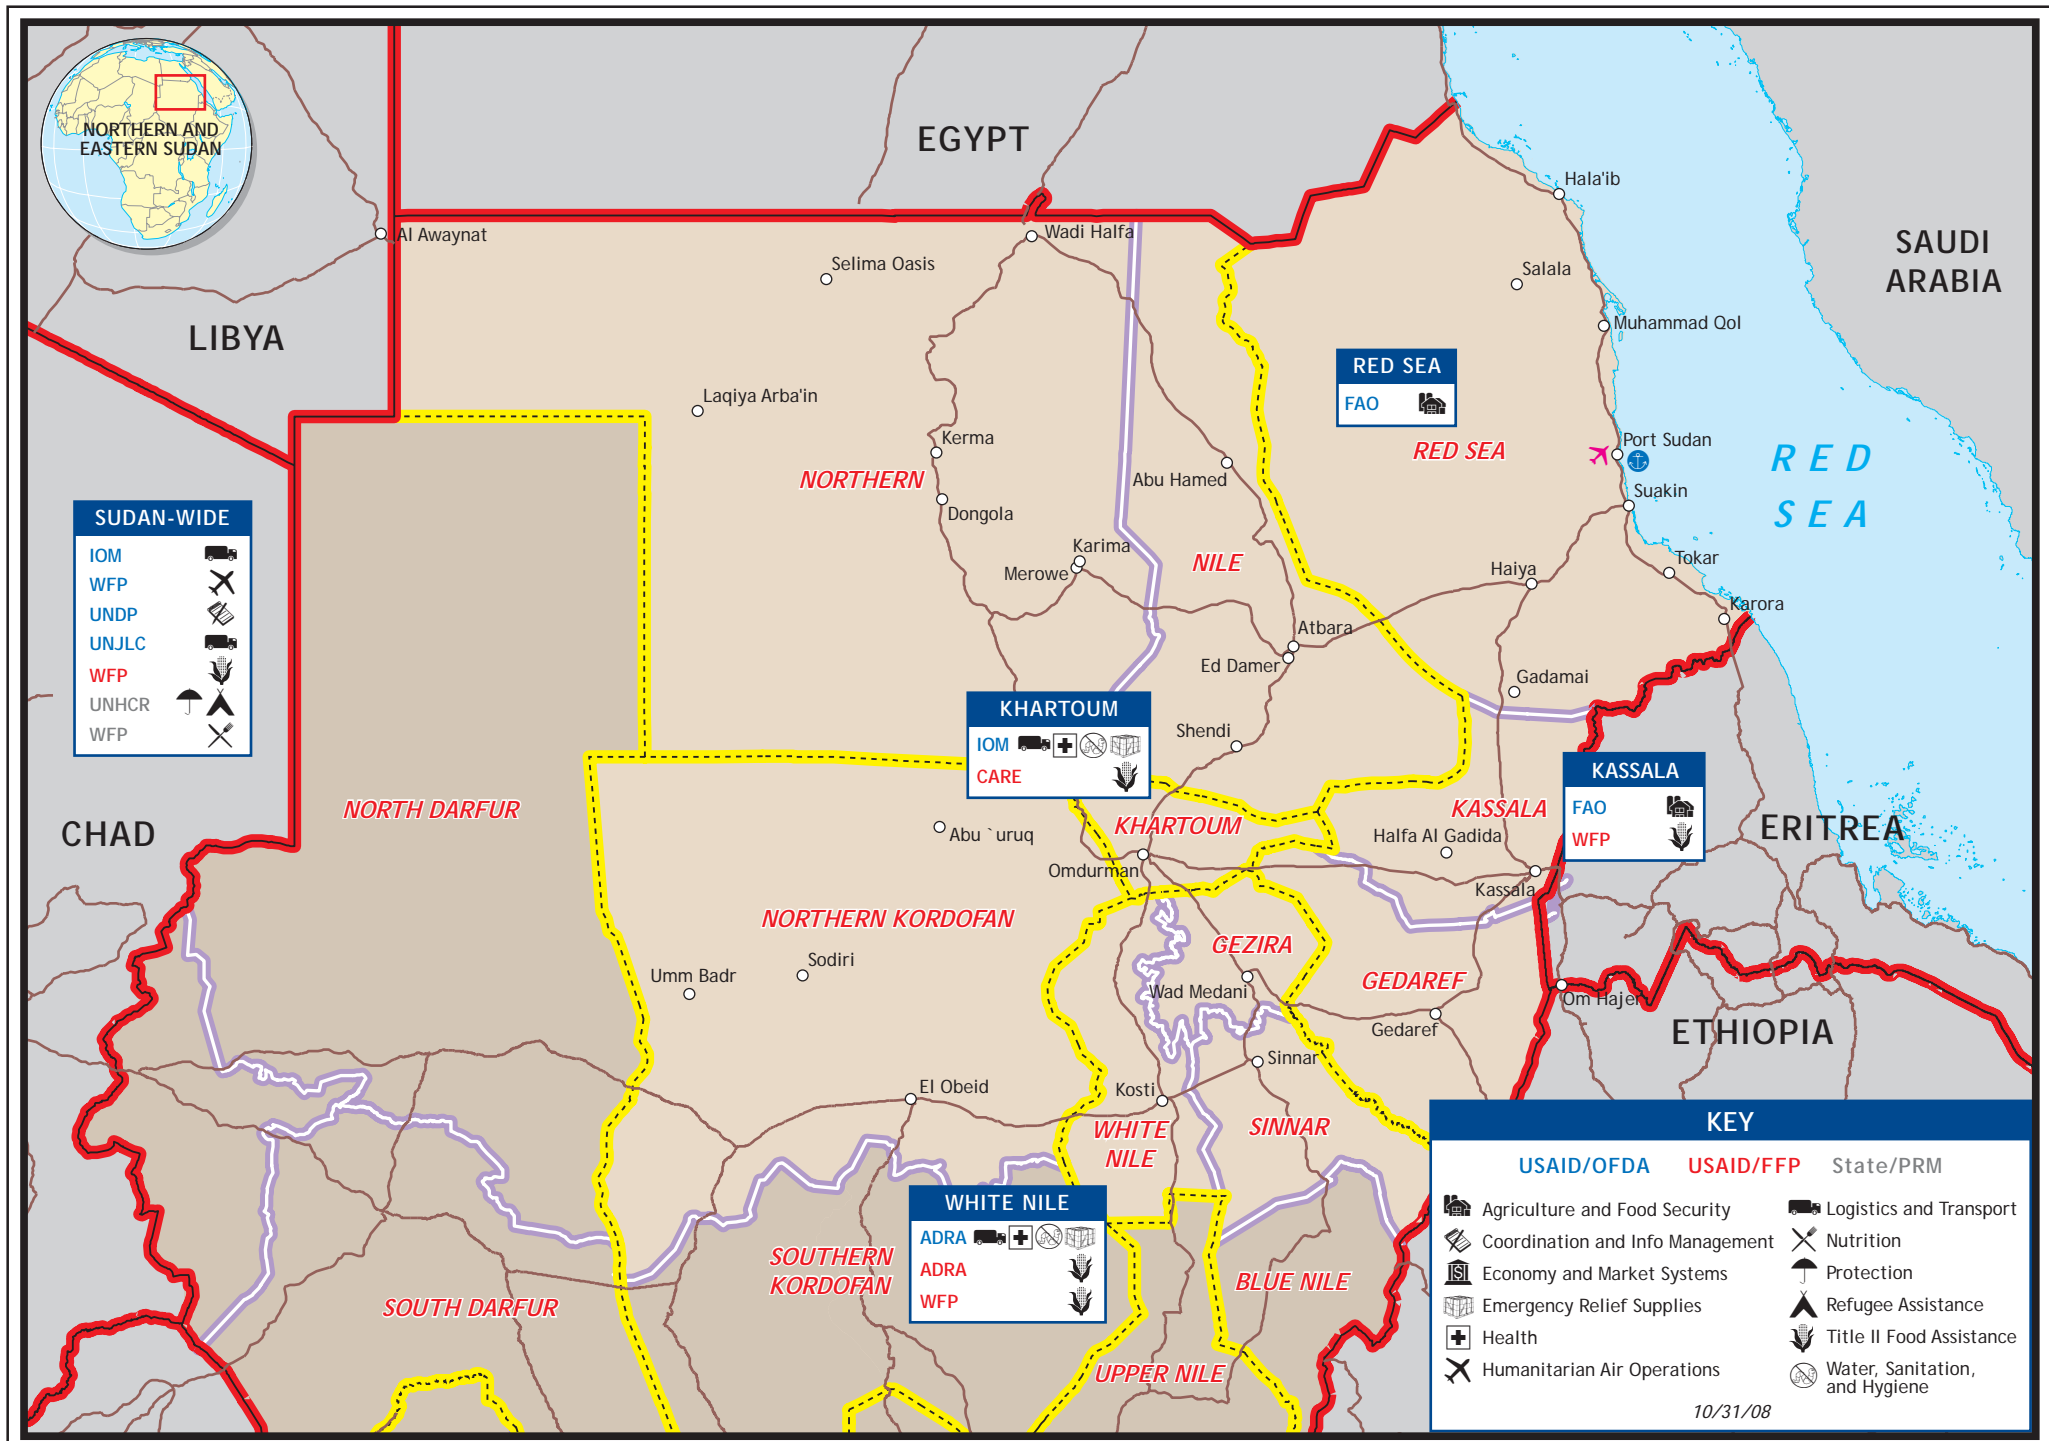 NORTHERN AND
EASTERN SUDAN
EGYPT
LIBYA
SAUDI
ARABIA
CHAD
ERITREA
ETHIOPIA
RED
SEA
Al Awaynat
Wadi Halfa
Selima Oasis
Hala'ib
Salala
Muhammad Qol
Laqiya Arba'in
Kerma
Dongola
NORTHERN
Abu Hamed
RED SEA
FAO
RED SEA
Port Sudan
Suakin
Karima
Merowe
NILE
Haiya
Tokar
Karora
Atbara
Ed Damer
Gadamai
Shendi
SUDAN-WIDE
IOM
WFP
UNDP
UNJLC
WFP
UNHCR
WFP
KHARTOUM
IOM
CARE
KASSALA
FAO
WFP
NORTH DARFUR
Abu `uruq
KHARTOUM
KASSALA
Halfa Al Gadida
Omdurman
Kassala
NORTHERN KORDOFAN
Umm Badr
Sodiri
GEZIRA
Wad Medani
GEDAREF
Gedaref
Om Hajer
Sinnar
El Obeid
Kosti
WHITE
NILE
SINNAR
WHITE NILE
ADRA
ADRA
WFP
SOUTHERN
KORDOFAN
SOUTH DARFUR
BLUE NILE
UPPER NILE
KEY
USAID/OFDA USAID/FFP State/PRM
Agriculture and Food Security
Coordination and Info Management
Economy and Market Systems
Emergency Relief Supplies
Health
Humanitarian Air Operations
Logistics and Transport
Nutrition
Protection
Refugee Assistance
Title II Food Assistance
Water, Sanitation,
and Hygiene
10/31/08